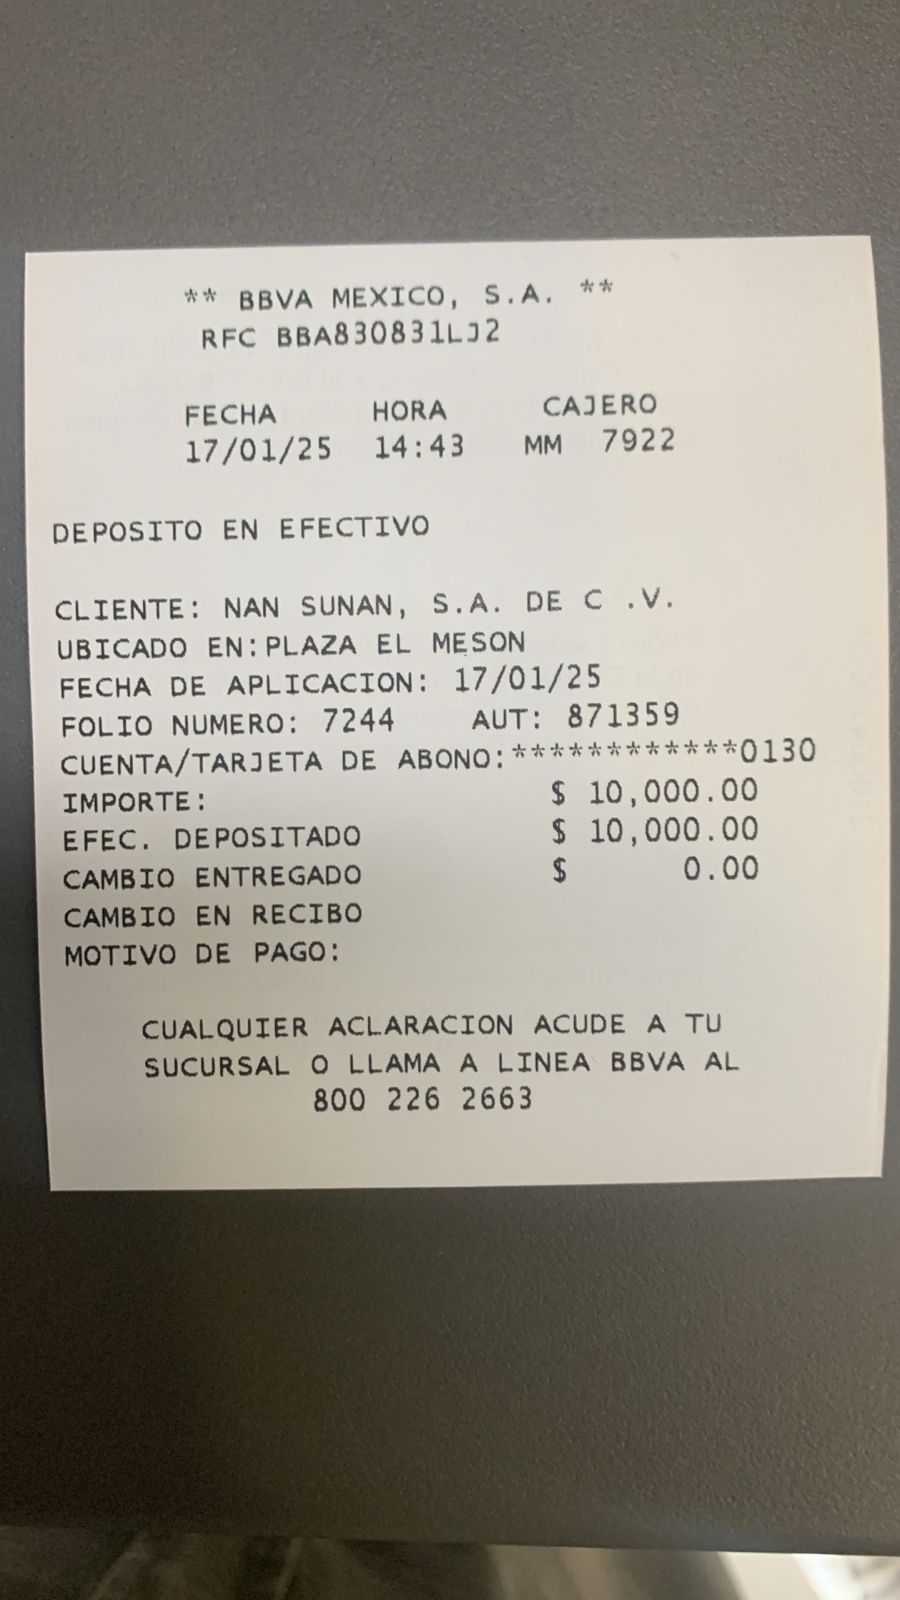 ** BBVA MEXICO, S.A. **
RFC BBA830831LJ2
FECHA HORA CAJERO
17/01/25 14:43 MM 7922
DEPOSITO EN EFECTIVO
CLIENTE: NAN SUNAN, S.A. DE C .V.
UBICADO EN:PLAZA EL MESON
FECHA DE APLICACION: 17/01/25
FOLIO NUMERO: 7244 AUT: 871359
CUENTA/TARJETA DE ABONO:************0130
IMPORTE: $ 10,000.00
EFEC. DEPOSITADO $ 10,000.00
CAMBIO ENTREGADO $ 0.00
CAMBIO EN RECIBO
MOTIVO DE PAGO:
CUALQUIER ACLARACION ACUDE A TU
SUCURSAL O LLAMA A LINEA BBVA AL
800 226 2663